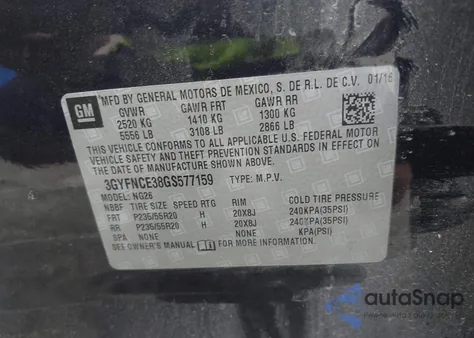 GM
MFD BY GENERAL MOTORS DE MEXICO, S. DE R.L. DE C.V. 01/16
GVWR GAWR FRT GAWR RR
2520 KG 1410 KG 1300 KG
5556 LB 3108 LB 2866 LB
THIS VEHICLE CONFORMS TO ALL APPLICABLE U.S. FEDERAL MOTOR
VEHICLE SAFETY, BUMPER, AND THEFT PREVENTION STANDARDS IN EFFECT
ON THE DATE OF MANUFACTURE SHOWN ABOVE.
3GYFNCE38GS577159 TYPE: M.P.V.
MODEL: NG26
NBBF TIRE SIZE SPEED RTG RIM COLD TIRE PRESSURE
FRT P235/55R20 H 20X8J 240KPA(35PSI)
RR P235/55R20 H 20X8J 240KPA(35PSI)
SPA NONE NONE KPA(PSI)
SEE OWNER'S MANUAL FOR MORE INFORMATION.
autoSnap